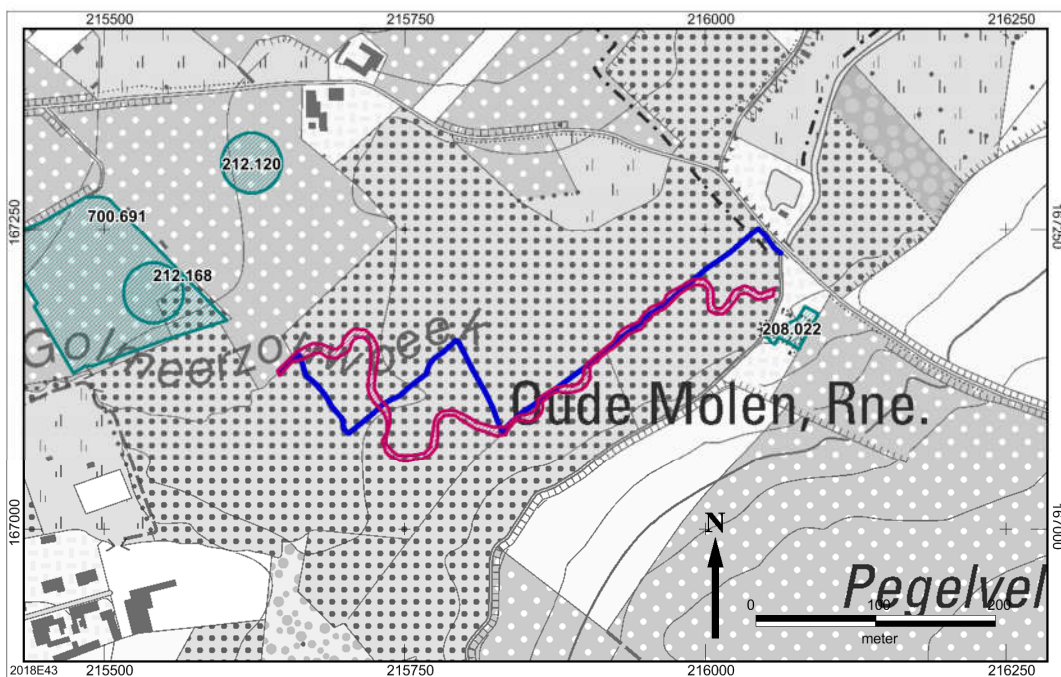 215500 215750 216000 216250
212.120
700.691
167250 167250
212.168
208.022
Oude Molen, Rne.
167000 167000
N
Pegelvel
0 100 200
meter
2018E43
215500 215750 216000 216250